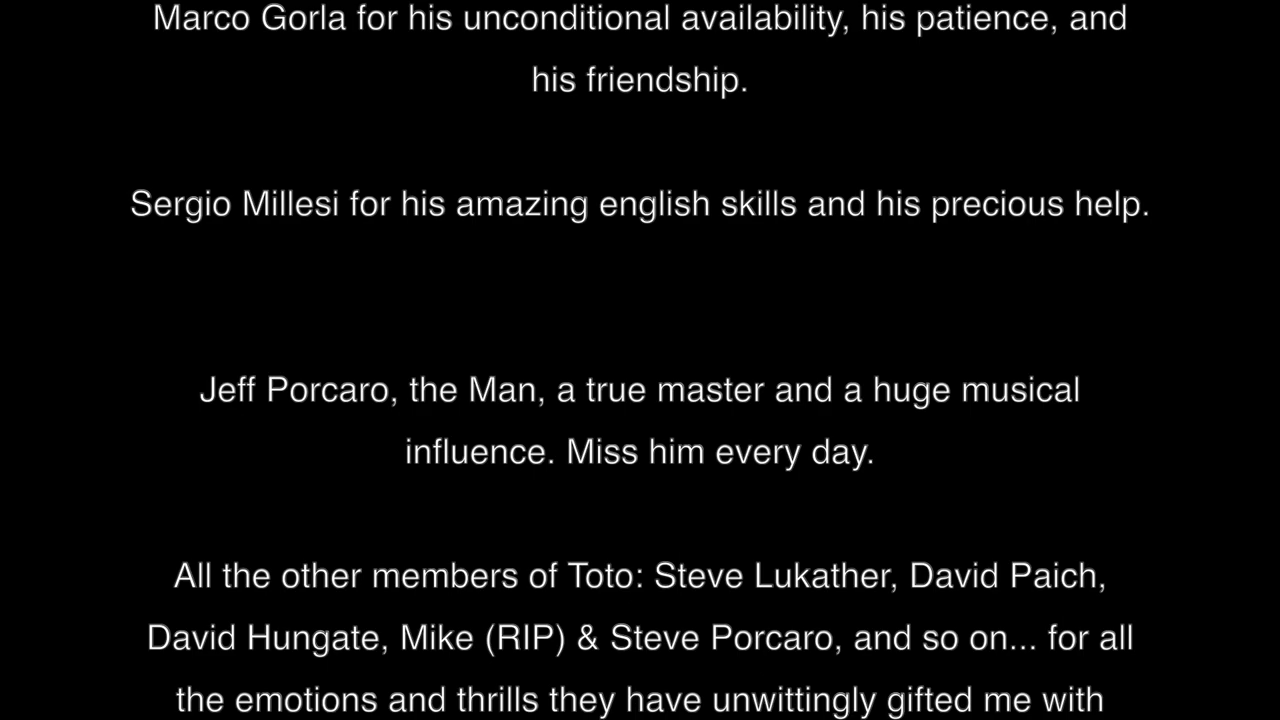 Marco Gorla for his unconditional availability, his patience, and
his friendship.
Sergio Millesi for his amazing english skills and his precious help.
Jeff Porcaro, the Man, a true master and a huge musical
influence. Miss him every day.
All the other members of Toto: Steve Lukather, David Paich,
David Hungate, Mike (RIP) & Steve Porcaro, and so on... for all
the emotions and thrills they have unwittingly gifted me with